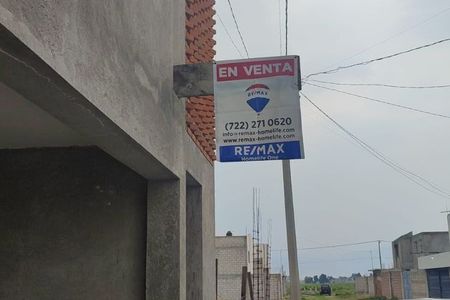 EN VENTA
RE/MAX
(722) 271 0620
info@remax-homelife.com
www.remax-homelife.com
RE/MAX
Homelife One